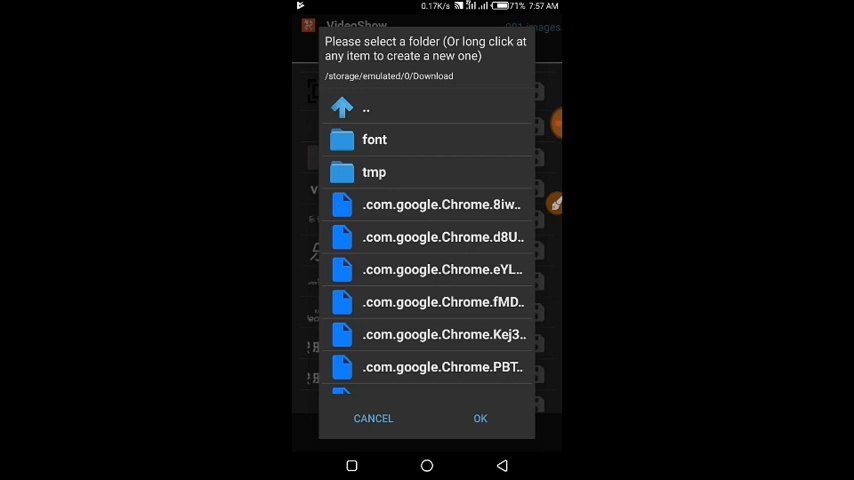 0.17K/s 71% 7:57 AM
VideoShow
901 images
Please select a folder (Or long click at
any item to create a new one)
/storage/emulated/0/Download
..
font
tmp
.com.google.Chrome.8iw..
.com.google.Chrome.d8U..
.com.google.Chrome.eYL..
.com.google.Chrome.fMD..
.com.google.Chrome.Kej3..
.com.google.Chrome.PBT..
CANCEL OK